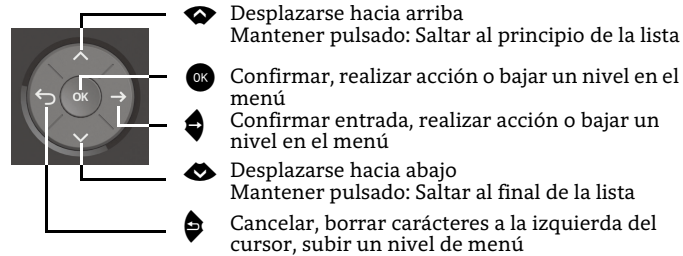 Desplazarse hacia arriba
Mantener pulsado: Saltar al principio de la lista
OK
OK
Confirmar, realizar acción o bajar un nivel en el
menú
Confirmar entrada, realizar acción o bajar un
nivel en el menú
Desplazarse hacia abajo
Mantener pulsado: Saltar al final de la lista
Cancelar, borrar carácteres a la izquierda del
cursor, subir un nivel de menú